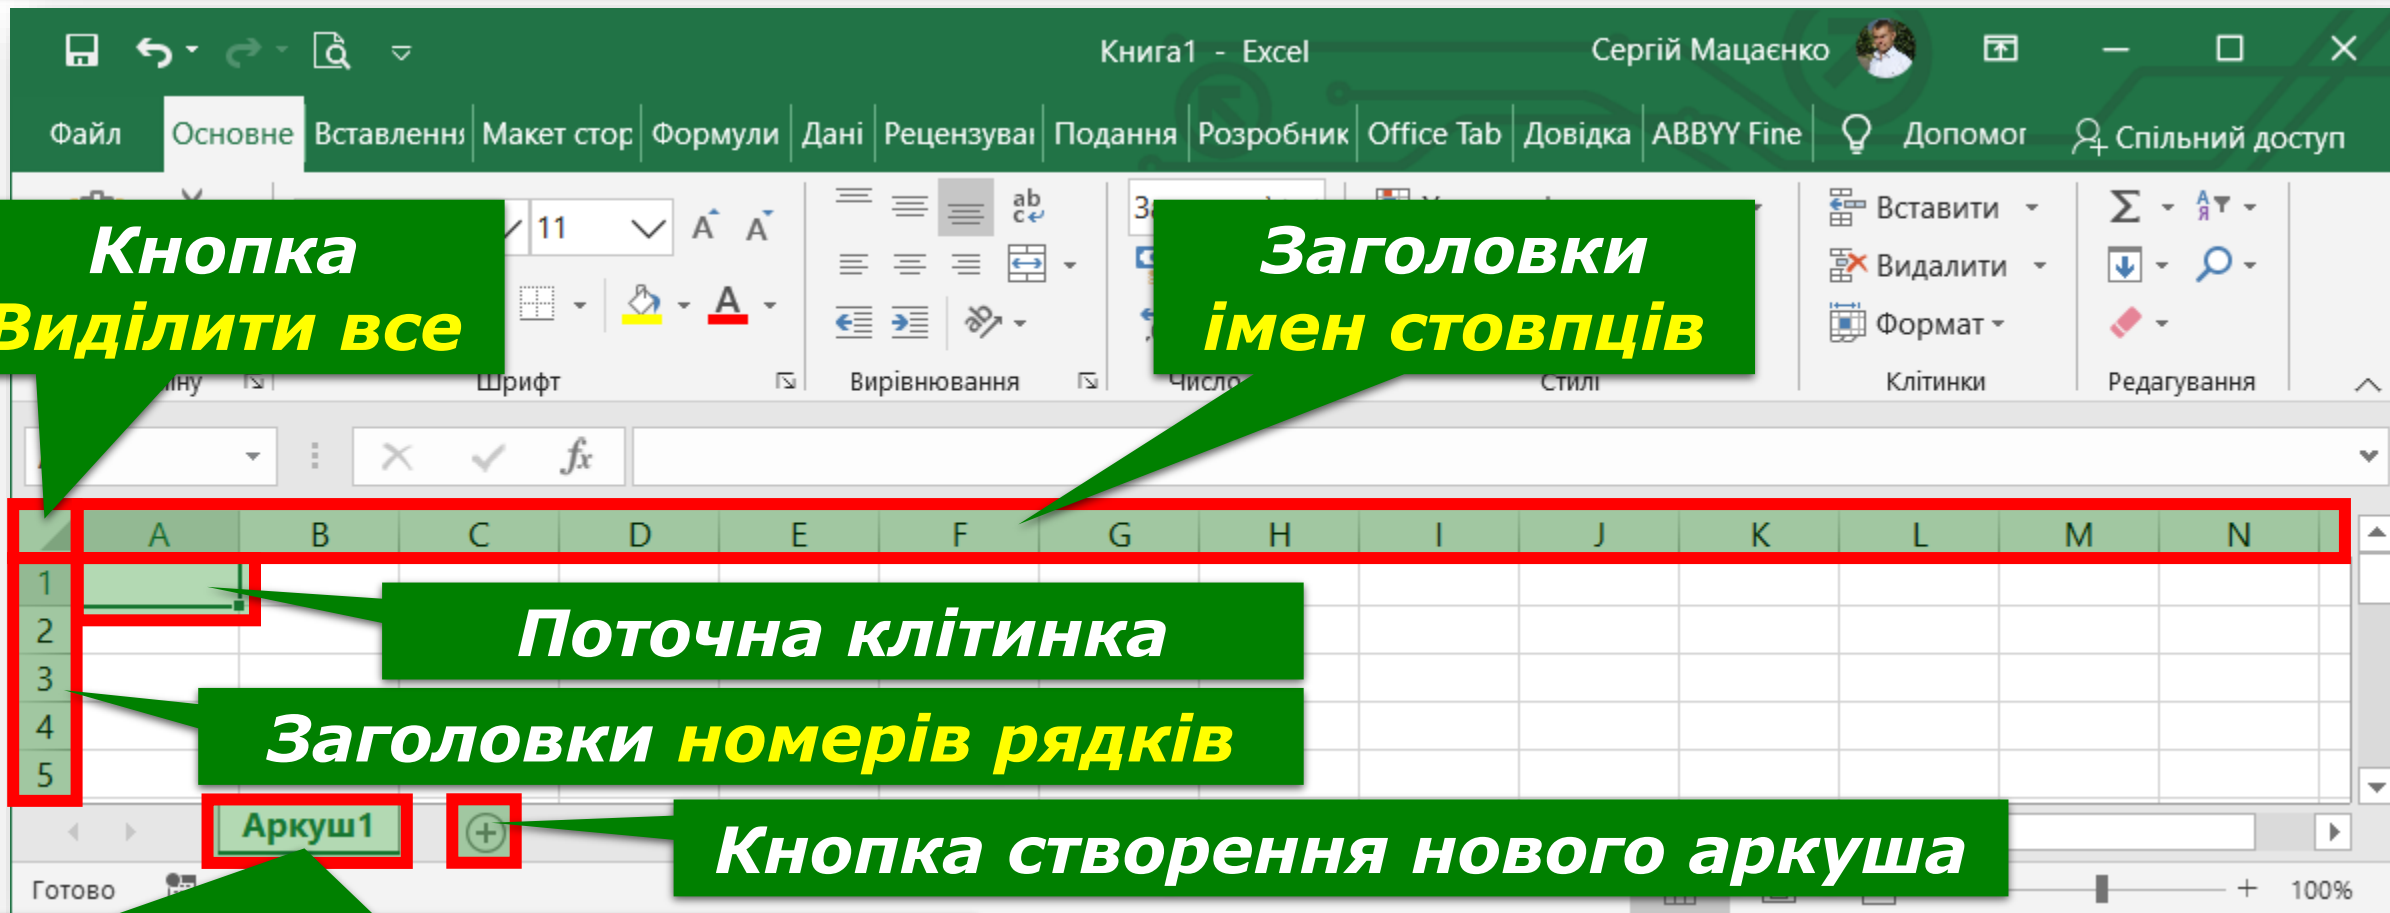 Книга1 - Excel
Сергій Мацаєнко
Файл Основне Вставленн Макет стор Формули Дані Рецензува Подання Розробник Office Tab Довідка ABBYY Fine Допомог Спільний доступ
Кнопка
Виділити все
11
Заголовки
імен стовпців
Вставити
Видалити
Формат
Шрифт Вирівнювання Число Стилі Клітинки Редагування
fx
A B C D E F G H I J K L M N
1
Поточна клітинка
2
3
Заголовки номерів рядків
4
5
Аркуш1
Кнопка створення нового аркуша
Готово
100%